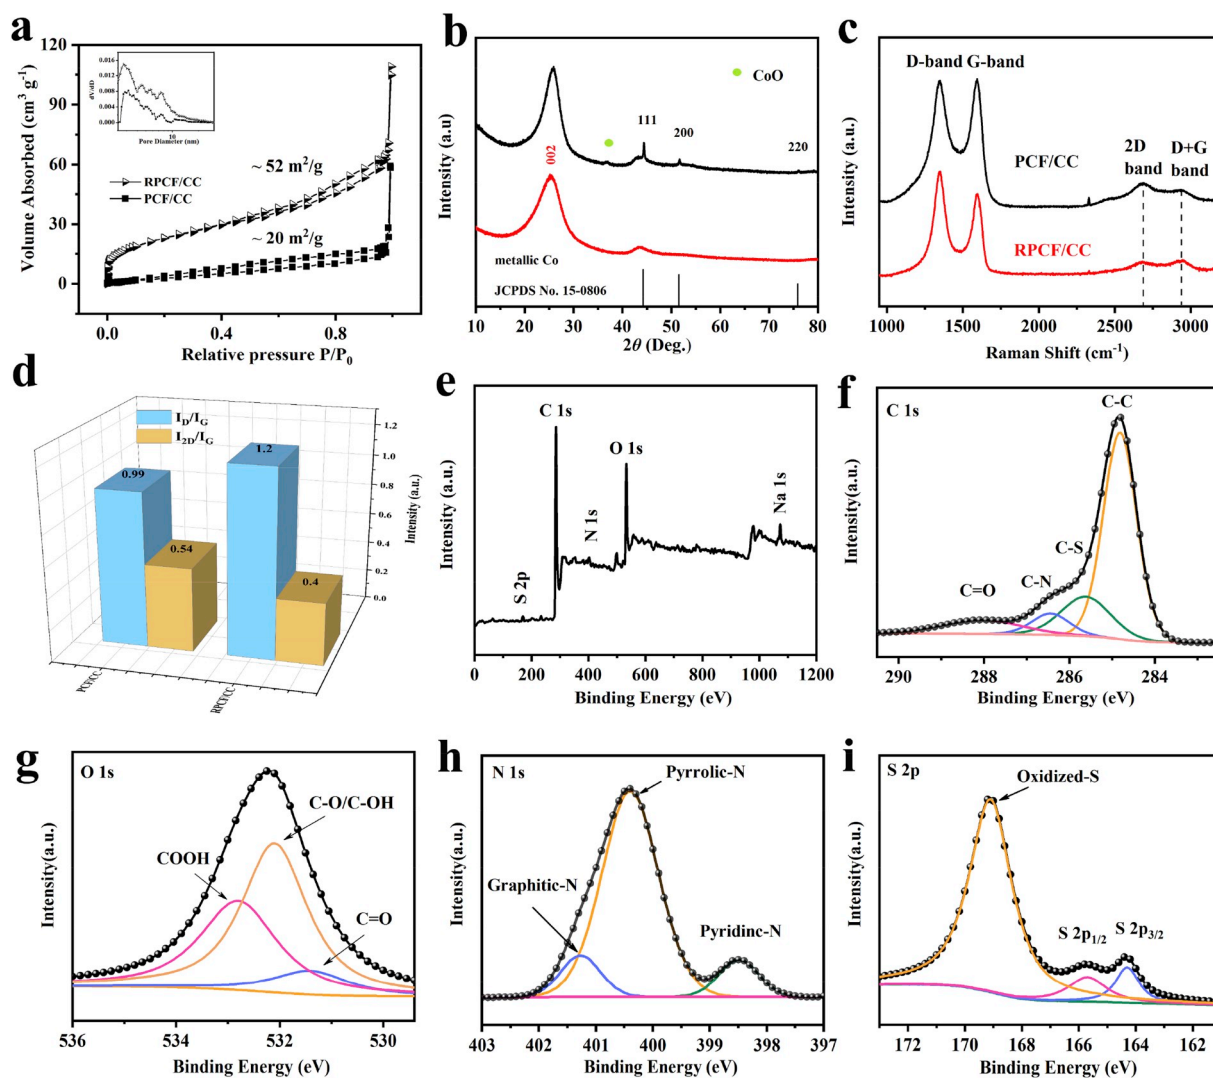 a
120
90
60
30
0
Volume Absorbed (cm³ g⁻¹)
0.016
0.012
0.008
0.004
0.000
dV/dD
10
Pore Diameter (nm)
RPCF/CC
PCF/CC
~ 52 m²/g
~ 20 m²/g
0.0 0.4 0.8
Relative pressure P/P₀
b
Intensity (a.u)
CoO
111
200
220
002
metallic Co
JCPDS No. 15-0806
10 20 30 40 50 60 70 80
2θ (Deg.)
c
Intensity (a.u.)
D-band G-band
PCF/CC
2D
band
D+G
band
RPCF/CC
1000 1500 2000 2500 3000
Raman Shift (cm⁻¹)
d
I_D/I_G
I_2D/I_G
0.99
0.54
1.2
0.4
1.2
1.0
0.8
0.6
0.4
0.2
0.0
Intensity (a.u.)
PCF/CC
RPCF/CC
e
Intensity (a.u.)
C 1s
O 1s
N 1s
S 2p
Na 1s
0 200 400 600 800 1000 1200
Binding Energy (eV)
f
C 1s
Intensity(a.u.)
C-C
C-S
C-N
C=O
290 288 286 284
Binding Energy (eV)
g
O 1s
Intensity(a.u.)
C-O/C-OH
COOH
C=O
536 534 532 530
Binding Energy (eV)
h
N 1s
Intensity(a.u.)
Pyrrolic-N
Graphitic-N
Pyridinc-N
403 402 401 400 399 398 397
Binding Energy (eV)
i
S 2p
Intensity(a.u.)
Oxidized-S
S 2p₁/₂
S 2p₃/₂
172 170 168 166 164 162
Binding Energy (eV)